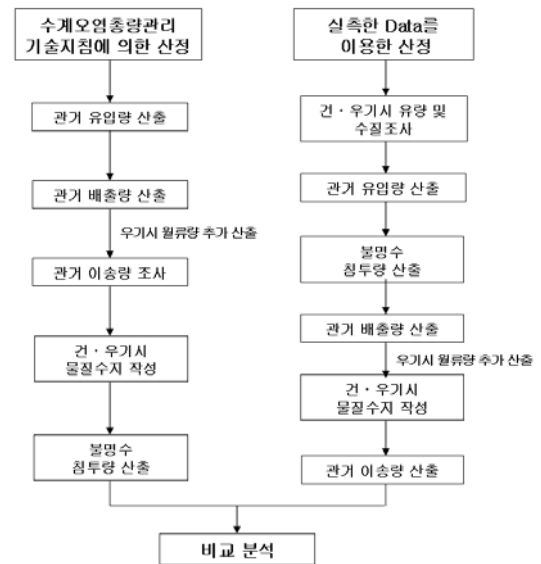 수계오염총량관리
기술지침에 의한 산정
관거 유입량 산출
관거 배출량 산출
우기시 월류량 추가 산출
관거 이송량 조사
건 · 우기시
물질수지 작성
불명수
침투량 산출
실측한 Data를
이용한 산정
건 · 우기시 유량 및
수질조사
관거 유입량 산출
불명수
침투량 산출
관거 배출량 산출
우기시 월류량 추가 산출
건 · 우기시
물질수지 작성
관거 이송량 산출
비교 분석